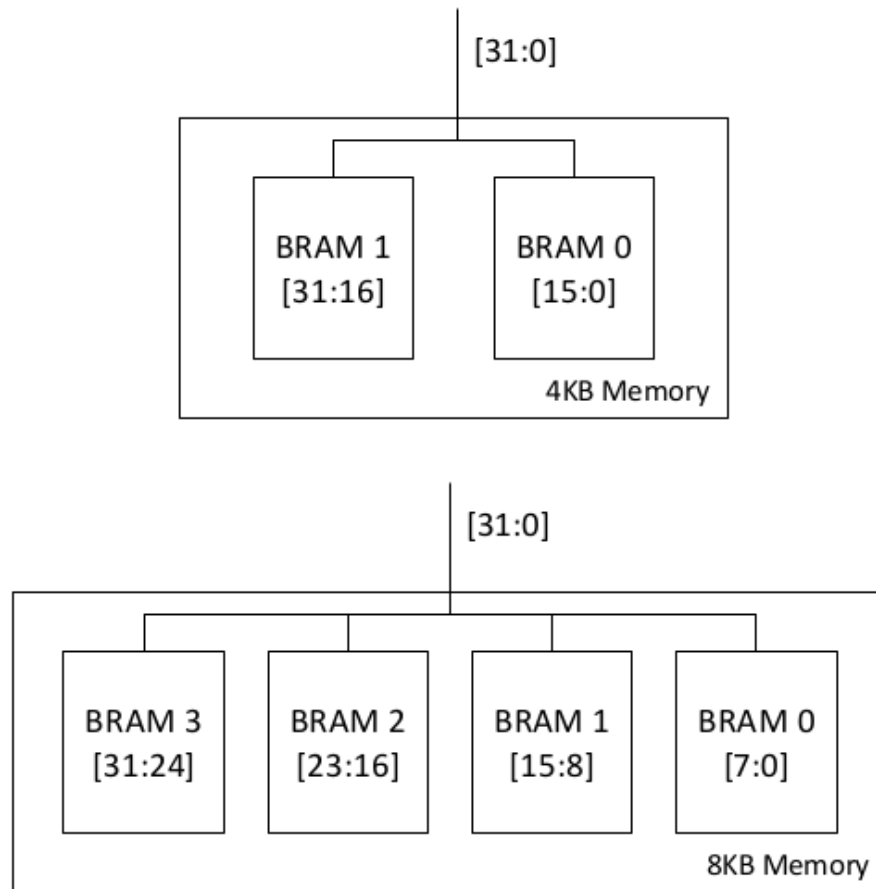 [31:0]
BRAM 1
[31:16]
BRAM 0
[15:0]
4KB Memory
[31:0]
BRAM 3
[31:24]
BRAM 2
[23:16]
BRAM 1
[15:8]
BRAM 0
[7:0]
8KB Memory